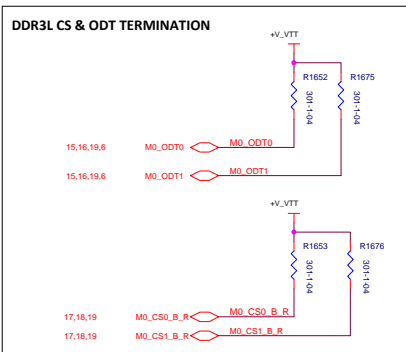 DDR3L CS & ODT TERMINATION
+V_VTT
R1652 R1675
301-1-04 301-1-04
15,16,19,6 M0_ODT0 M0_ODT0
15,16,19,6 M0_ODT1 M0_ODT1
+V_VTT
R1653 R1676
301-1-04 301-1-04
17,18,19 M0_CS0_B_R M0_CS0_B_R
17,18,19 M0_CS1_B_R M0_CS1_B_R